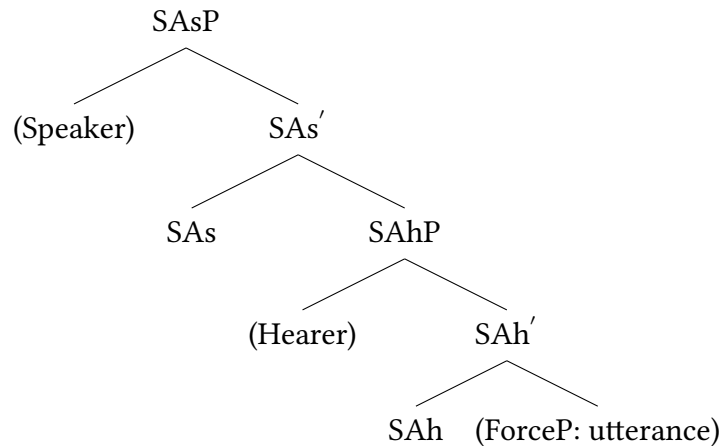 SAsP
(Speaker) SAs′
SAs SAhP
(Hearer) SAh′
SAh (ForceP: utterance)